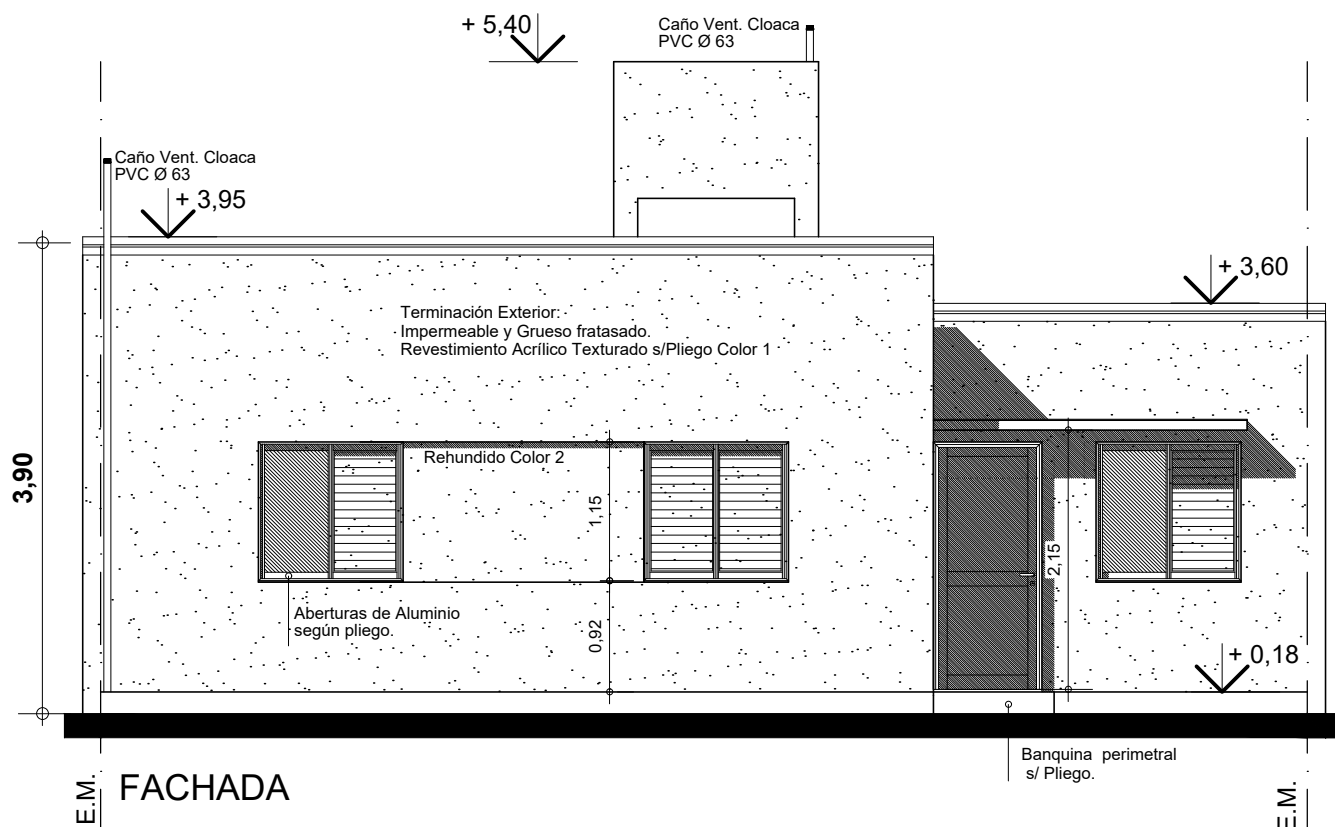 + 5,40
Caño Vent. Cloaca
PVC Ø 63
Caño Vent. Cloaca
PVC Ø 63
+ 3,95
+ 3,60
Terminación Exterior:
Impermeable y Grueso fratasado.
Revestimiento Acrílico Texturado s/Pliego Color 1
3,90
Rehundido Color 2
1,15
2,15
Aberturas de Aluminio
según pliego.
0,92
+ 0,18
Banquina perimetral
s/ Pliego.
E.M.
FACHADA
E.M.